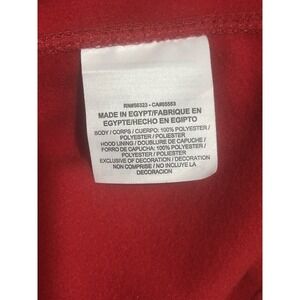 RN#56323 - CA#05553
MADE IN EGYPT/FABRIQUE EN
EGYPTE/HECHO EN EGIPTO
BODY / CORPS / CUERPO: 100% POLYESTER /
POLYESTER / POLIESTER
HOOD LINING / DOUBLURE DE CAPUCHE /
FORRO DE CAPUCHA: 100% POLYESTER /
POLYESTER / POLIESTER
EXCLUSIVE OF DECORATION / DECORATION
NON COMPRISE / NO INCLUYE LA
DECORACION